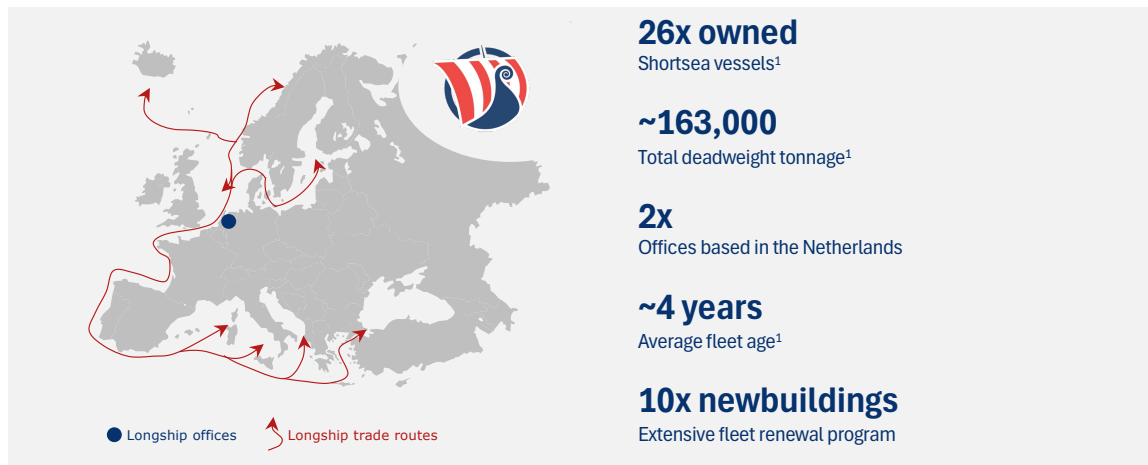 26x owned
Shortsea vessels¹
~163,000
Total deadweight tonnage¹
2x
Offices based in the Netherlands
~4 years
Average fleet age¹
10x newbuildings
Extensive fleet renewal program
Longship offices
Longship trade routes